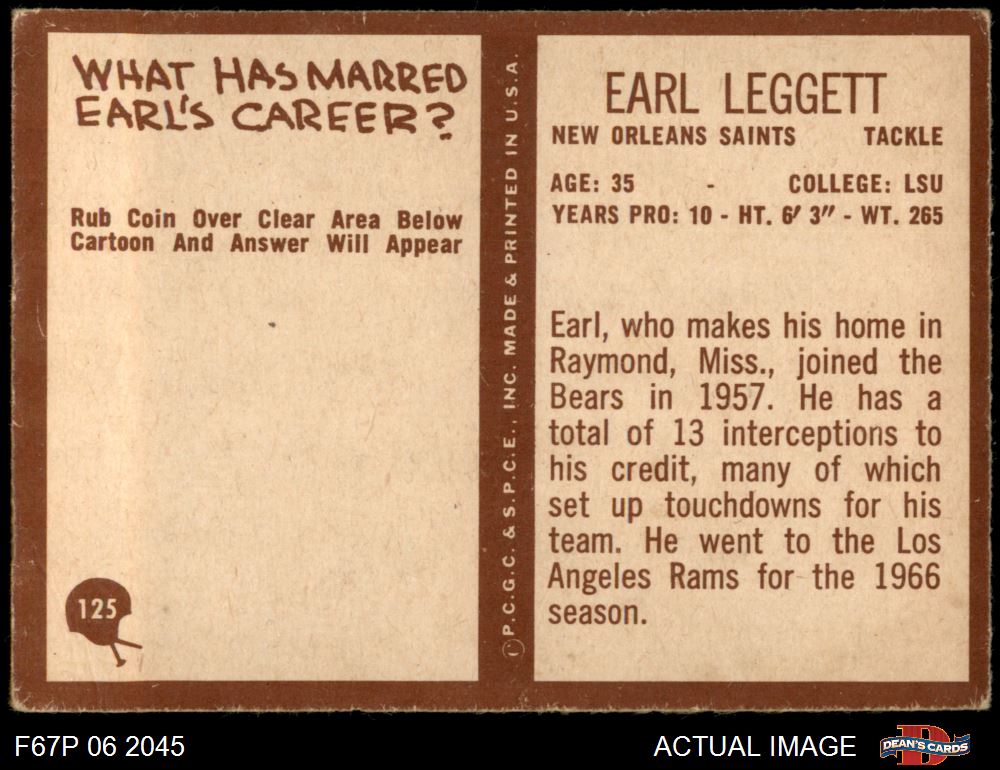 WHAT HAS MARRED
EARL'S CAREER?
Rub Coin Over Clear Area Below
Cartoon And Answer Will Appear
125
© P.C.G.C. & S.P.C.E., INC. MADE & PRINTED IN U.S.A.
EARL LEGGETT
NEW ORLEANS SAINTS TACKLE
AGE: 35 - COLLEGE: LSU
YEARS PRO: 10 - HT. 6' 3" - WT. 265
Earl, who makes his home in
Raymond, Miss., joined the
Bears in 1957. He has a
total of 13 interceptions to
his credit, many of which
set up touchdowns for his
team. He went to the Los
Angeles Rams for the 1966
season.
F67P 06 2045
ACTUAL IMAGE
D
DEAN'S CARDS